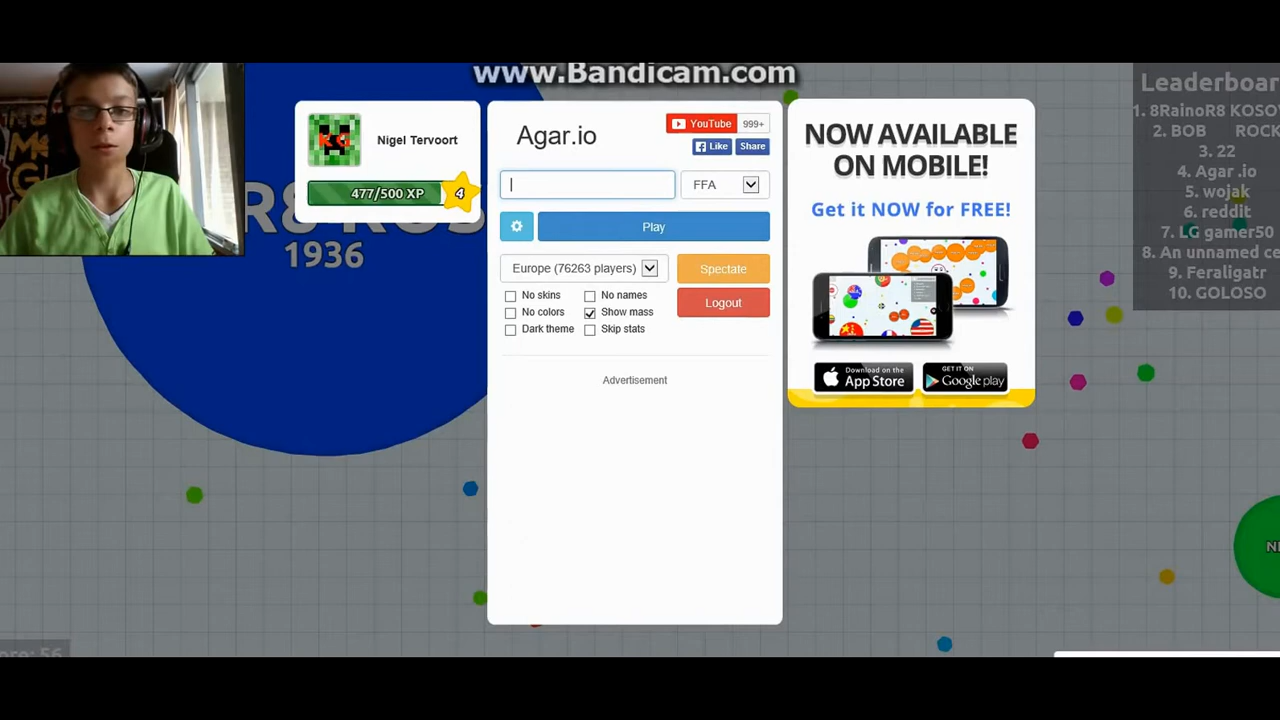 www.Bandicam.com
Nigel Tervoort
KG
477/500 XP
4
1936
Agar.io
YouTube 999+
Like Share
FFA
Play
Europe (76263 players)
Spectate
No skins No names
Logout
No colors Show mass
Dark theme Skip stats
Advertisement
NOW AVAILABLE
ON MOBILE!
Get it NOW for FREE!
Download on the
App Store
GET IT ON
Google play
Leaderboar
1. 8RainoR8 KOSO
2. BOB ROCK
3. 22
4. Agar .io
5. wojak
6. reddit
7. LG gamer50
8. An unnamed ce
9. Feraligatr
10. GOLOSO